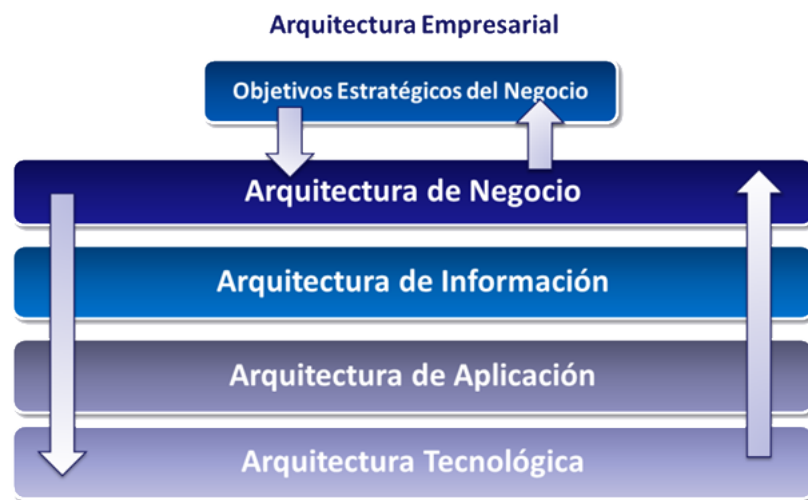 Arquitectura Empresarial
Objetivos Estratégicos del Negocio
Arquitectura de Negocio
Arquitectura de Información
Arquitectura de Aplicación
Arquitectura Tecnológica